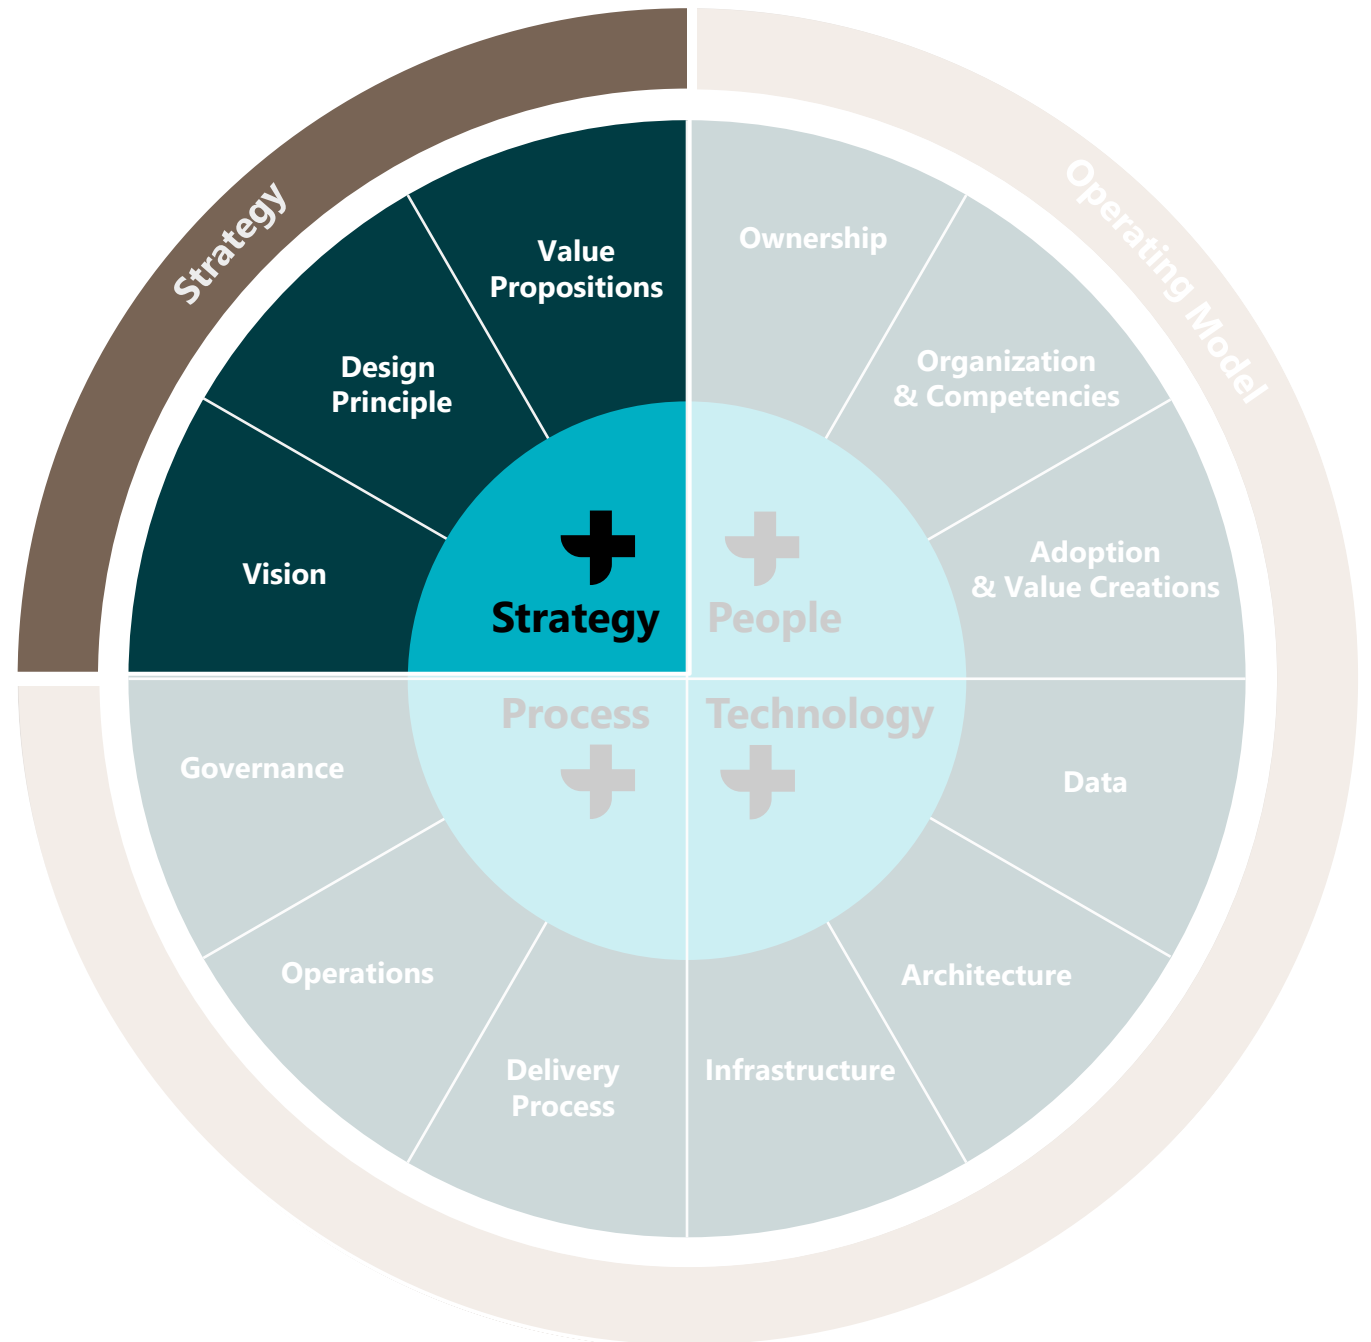 Strategy
Operating Model
Value
Propositions
Design
Principle
Vision
Ownership
Organization
& Competencies
Adoption
& Value Creations
Strategy
People
Process
Technology
Governance
Operations
Delivery
Process
Infrastructure
Architecture
Data